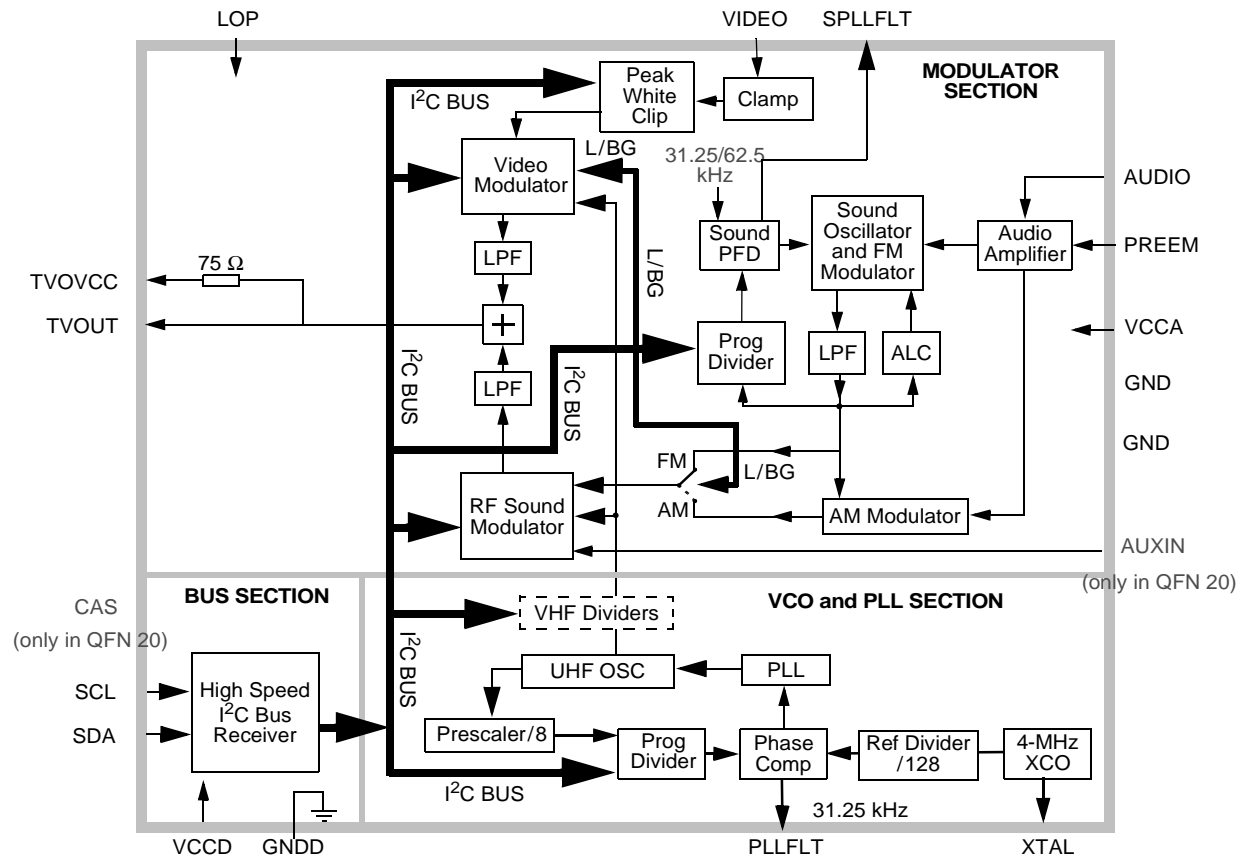 LOP
VIDEO
SPLLFLT
MODULATOR
SECTION
Peak
White
Clip
Clamp
I²C BUS
L/BG
31.25/62.5
kHz
Video
Modulator
AUDIO
Sound
PFD
Sound
Oscillator
and FM
Modulator
Audio
Amplifier
PREEM
LPF
L/BG
75 Ω
TVOVCC
TVOUT
+
VCCA
Prog
Divider
LPF
ALC
I²C BUS
I²C BUS
LPF
GND
GND
FM
L/BG
AM
RF Sound
Modulator
AM Modulator
AUXIN
(only in QFN 20)
BUS SECTION
VCO and PLL SECTION
CAS
(only in QFN 20)
VHF Dividers
I²C BUS
UHF OSC
PLL
SCL
SDA
High Speed
I²C Bus
Receiver
Prescaler/8
Prog
Divider
Phase
Comp
Ref Divider
/128
4-MHz
XCO
I²C BUS
31.25 kHz
VCCD
GNDD
PLLFLT
XTAL